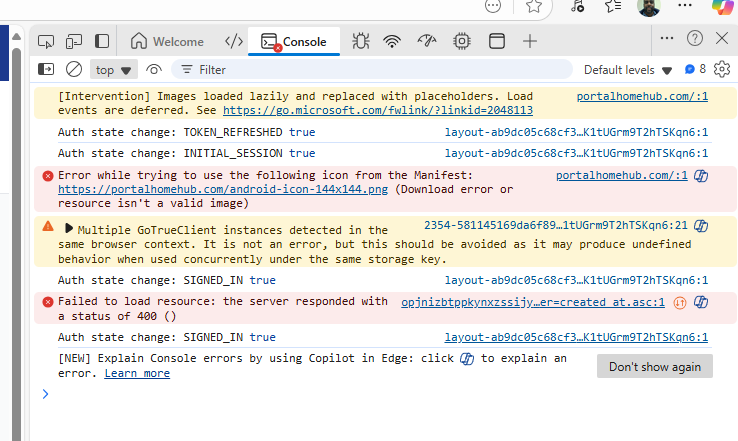 Welcome
Console
top
Filter
Default levels
8
[Intervention] Images loaded lazily and replaced with placeholders. Load portalhomehub.com/:1
events are deferred. See https://go.microsoft.com/fwlink/?linkid=2048113
Auth state change: TOKEN_REFRESHED true layout-ab9dc05c68cf3…K1tUGrm9T2hTSKqn6:1
Auth state change: INITIAL_SESSION true layout-ab9dc05c68cf3…K1tUGrm9T2hTSKqn6:1
Error while trying to use the following icon from the Manifest: portalhomehub.com/:1
https://portalhomehub.com/android-icon-144x144.png (Download error or
resource isn't a valid image)
Multiple GoTrueClient instances detected in the 2354-581145169da6f89…1tUGrm9T2hTSKqn6:21
same browser context. It is not an error, but this should be avoided as it may produce undefined
behavior when used concurrently under the same storage key.
Auth state change: SIGNED_IN true layout-ab9dc05c68cf3…K1tUGrm9T2hTSKqn6:1
Failed to load resource: the server responded with opjnizbtppkynxzssijy…er=created_at.asc:1
a status of 400 ()
Auth state change: SIGNED_IN true layout-ab9dc05c68cf3…K1tUGrm9T2hTSKqn6:1
[NEW] Explain Console errors by using Copilot in Edge: click to explain an
error. Learn more
Don't show again